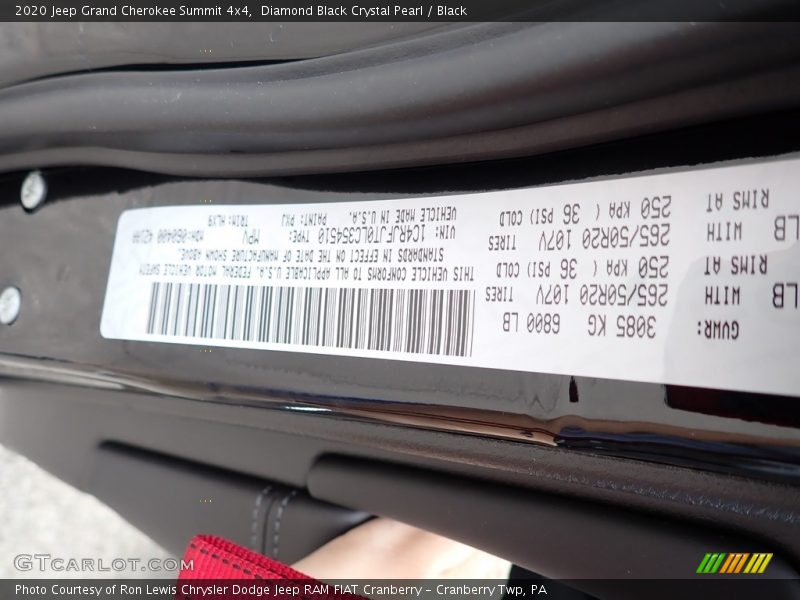 2020 Jeep Grand Cherokee Summit 4x4,  Diamond Black Crystal Pearl / Black
GVWR: 3085 KG 6800 LB
LB WITH 265/50R20 107V TIRES
RIMS AT 250 KPA ( 36 PSI) COLD
LB WITH 265/50R20 107V TIRES
RIMS AT 250 KPA ( 36 PSI) COLD
THIS VEHICLE CONFORMS TO ALL APPLICABLE U.S.A. FEDERAL MOTOR VEHICLE SAFETY
STANDARDS IN EFFECT ON THE DATE OF MANUFACTURE SHOWN ABOVE.
VIN: 1C4RJFJT0LC354510 TYPE: MPV
VEHICLE MADE IN U.S.A. PAINT: PXJ TRIM: HLX9
GTCARLOT.COM
Photo Courtesy of Ron Lewis Chrysler Dodge Jeep RAM FIAT Cranberry - Cranberry Twp, PA